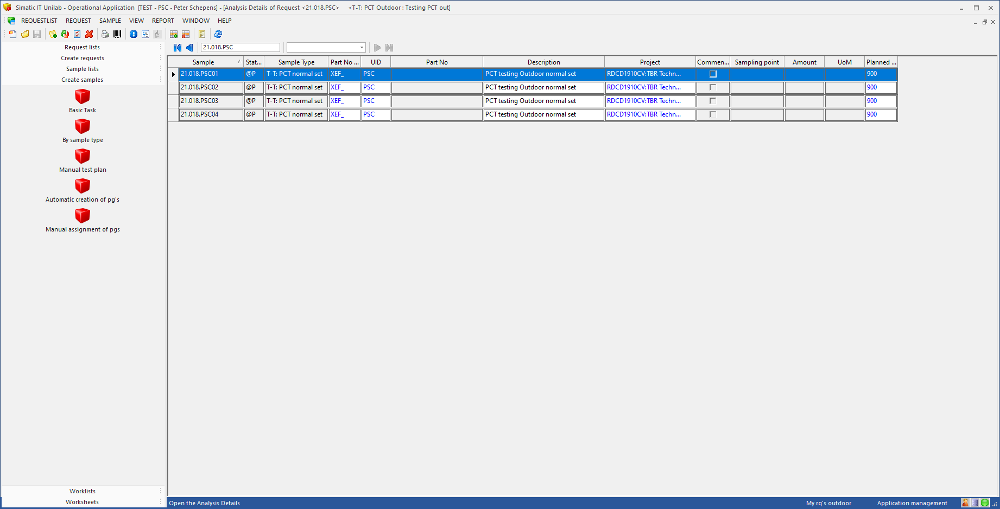 Simatic IT Unilab - Operational Application [TEST - PSC - Peter Schepens] - [Analysis Details of Request <21.018.PSC> <T-T: PCT Outdoor : Testing PCT out]
REQUESTLIST REQUEST SAMPLE VIEW REPORT WINDOW HELP
Request lists
Create requests
Sample lists
Create samples
Basic Task
By sample type
Manual test plan
Automatic creation of pg's
Manual assignment of pgs
Worklists
Worksheets
21.018.PSC
Sample Stat... Sample Type Part No ... UID Part No Description Project Commen... Sampling point Amount UoM Planned ...
21.018.PSC01 @P T-T: PCT normal set XEF_ PSC PCT testing Outdoor normal set RDCD1910CV:TBR Techn... 900
21.018.PSC02 @P T-T: PCT normal set XEF_ PSC PCT testing Outdoor normal set RDCD1910CV:TBR Techn... 900
21.018.PSC03 @P T-T: PCT normal set XEF_ PSC PCT testing Outdoor normal set RDCD1910CV:TBR Techn... 900
21.018.PSC04 @P T-T: PCT normal set XEF_ PSC PCT testing Outdoor normal set RDCD1910CV:TBR Techn... 900
Open the Analysis Details My rq's outdoor Application management